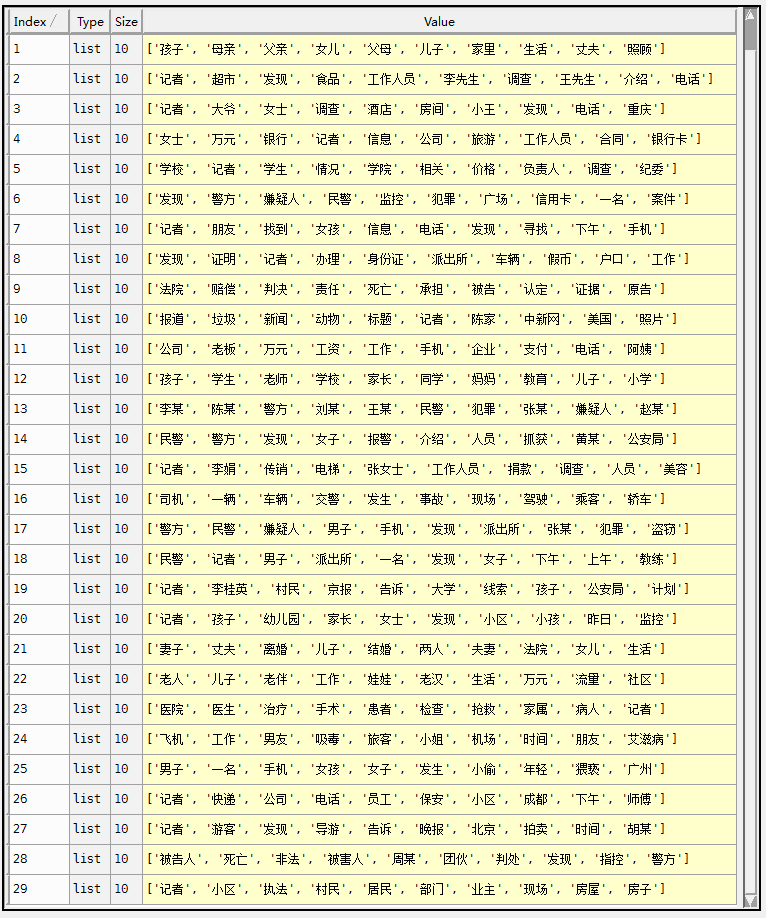 Index / Type Size Value
1 list 10 ['孩子', '母亲', '父亲', '女儿', '父母', '儿子', '家里', '生活', '丈夫', '照顾']
2 list 10 ['记者', '超市', '发现', '食品', '工作人员', '李先生', '调查', '王先生', '介绍', '电话']
3 list 10 ['记者', '大爷', '女士', '调查', '酒店', '房间', '小王', '发现', '电话', '重庆']
4 list 10 ['女士', '万元', '银行', '记者', '信息', '公司', '旅游', '工作人员', '合同', '银行卡']
5 list 10 ['学校', '记者', '学生', '情况', '学院', '相关', '价格', '负责人', '调查', '纪委']
6 list 10 ['发现', '警方', '嫌疑人', '民警', '监控', '犯罪', '广场', '信用卡', '一名', '案件']
7 list 10 ['记者', '朋友', '找到', '女孩', '信息', '电话', '发现', '寻找', '下午', '手机']
8 list 10 ['发现', '证明', '记者', '办理', '身份证', '派出所', '车辆', '假币', '户口', '工作']
9 list 10 ['法院', '赔偿', '判决', '责任', '死亡', '承担', '被告', '认定', '证据', '原告']
10 list 10 ['报道', '垃圾', '新闻', '动物', '标题', '记者', '陈家', '中新网', '美国', '照片']
11 list 10 ['公司', '老板', '万元', '工资', '工作', '手机', '企业', '支付', '电话', '阿姨']
12 list 10 ['孩子', '学生', '老师', '学校', '家长', '同学', '妈妈', '教育', '儿子', '小学']
13 list 10 ['李某', '陈某', '警方', '刘某', '王某', '民警', '犯罪', '张某', '嫌疑人', '赵某']
14 list 10 ['民警', '警方', '发现', '女子', '报警', '介绍', '人员', '抓获', '黄某', '公安局']
15 list 10 ['记者', '李娟', '传销', '电梯', '张女士', '工作人员', '捐款', '调查', '人员', '美容']
16 list 10 ['司机', '一辆', '车辆', '交警', '发生', '事故', '现场', '驾驶', '乘客', '轿车']
17 list 10 ['警方', '民警', '嫌疑人', '男子', '手机', '发现', '派出所', '张某', '犯罪', '盗窃']
18 list 10 ['民警', '记者', '男子', '派出所', '一名', '发现', '女子', '下午', '上午', '教练']
19 list 10 ['记者', '李桂英', '村民', '京报', '告诉', '大学', '线索', '孩子', '公安局', '计划']
20 list 10 ['记者', '孩子', '幼儿园', '家长', '女士', '发现', '小区', '小孩', '昨日', '监控']
21 list 10 ['妻子', '丈夫', '离婚', '儿子', '结婚', '两人', '夫妻', '法院', '女儿', '生活']
22 list 10 ['老人', '儿子', '老伴', '工作', '娃娃', '老汉', '生活', '万元', '流量', '社区']
23 list 10 ['医院', '医生', '治疗', '手术', '患者', '检查', '抢救', '家属', '病人', '记者']
24 list 10 ['飞机', '工作', '男友', '吸毒', '旅客', '小姐', '机场', '时间', '朋友', '艾滋病']
25 list 10 ['男子', '一名', '手机', '女孩', '女子', '发生', '小偷', '年轻', '猥亵', '广州']
26 list 10 ['记者', '快递', '公司', '电话', '员工', '保安', '小区', '成都', '下午', '师傅']
27 list 10 ['记者', '游客', '发现', '导游', '告诉', '晚报', '北京', '拍卖', '时间', '胡某']
28 list 10 ['被告人', '死亡', '非法', '被害人', '周某', '团伙', '判处', '发现', '指控', '警方']
29 list 10 ['记者', '小区', '执法', '村民', '居民', '部门', '业主', '现场', '房屋', '房子']